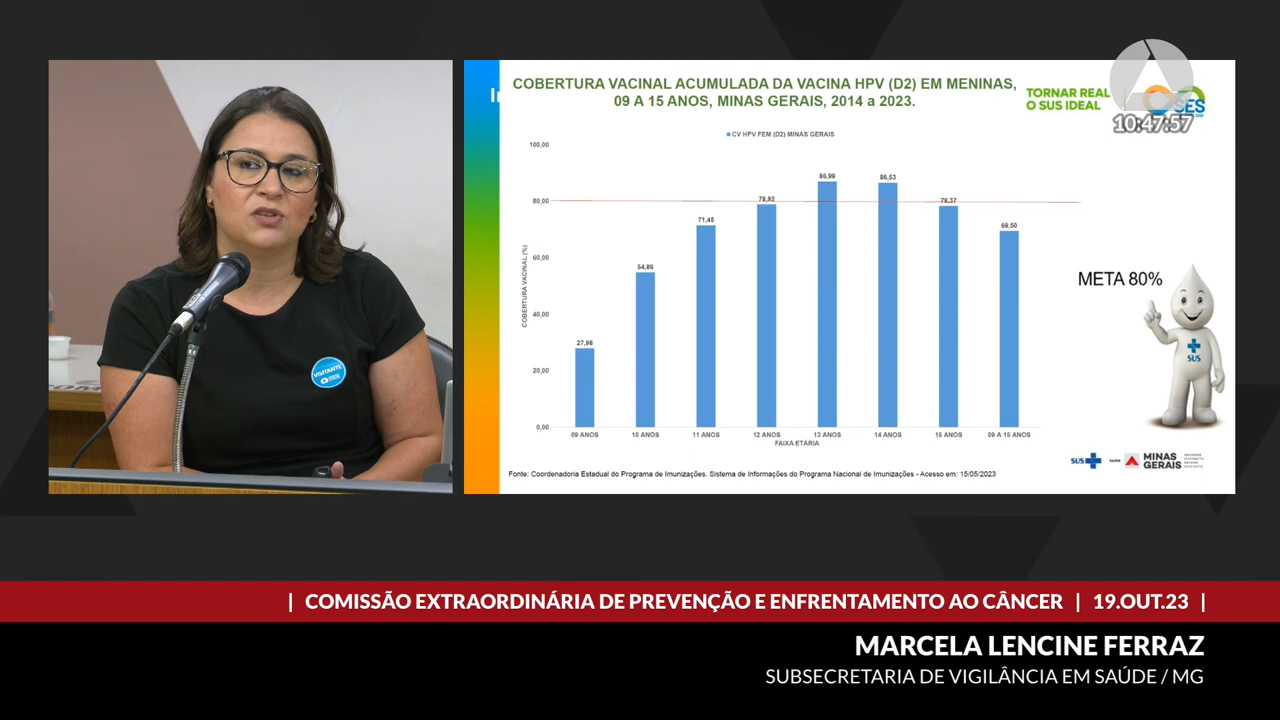 COBERTURA VACINAL ACUMULADA DA VACINA HPV (D2) EM MENINAS,
09 A 15 ANOS, MINAS GERAIS, 2014 a 2023.
TORNAR REAL
O SUS IDEAL
SES
10:47:57
CV HPV FEM (D2) MINAS GERAIS
COBERTURA VACINAL (%)
100,00
80,00
60,00
40,00
20,00
0,00
27,98
54,86
71,45
78,92
86,99
86,53
78,37
69,50
09 ANOS
10 ANOS
11 ANOS
12 ANOS
13 ANOS
14 ANOS
15 ANOS
09 A 15 ANOS
FAIXA ETÁRIA
META 80%
SUS
SUS
SAÚDE
MINAS
GERAIS
Fonte: Coordenadoria Estadual do Programa de Imunizações. Sistema de Informações do Programa Nacional de Imunizações - Acesso em: 15/05/2023
VISITANTE
| COMISSÃO EXTRAORDINÁRIA DE PREVENÇÃO E ENFRENTAMENTO AO CÂNCER | 19.OUT.23 |
MARCELA LENCINE FERRAZ
SUBSECRETARIA DE VIGILÂNCIA EM SAÚDE / MG